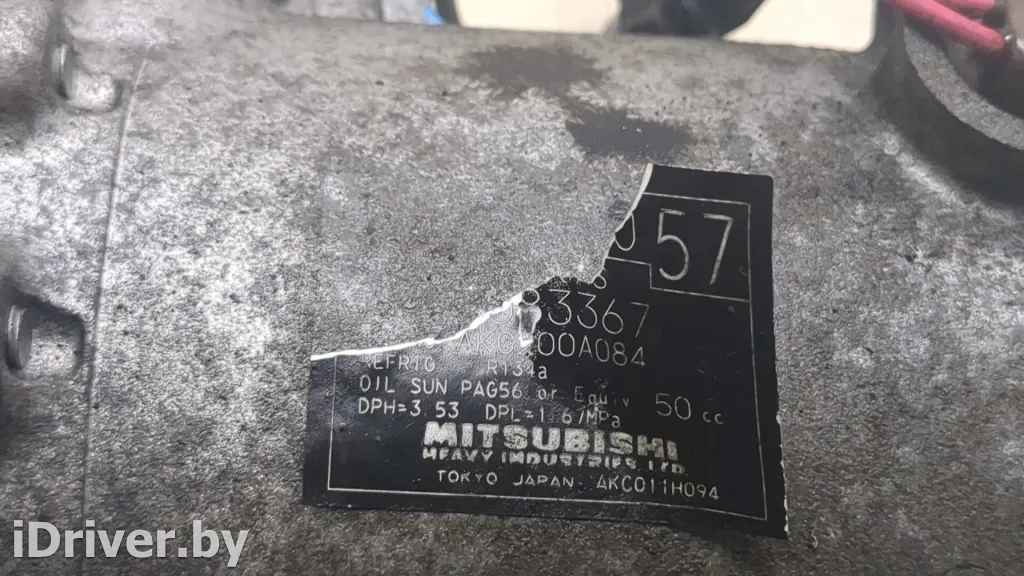 57
3367
00A084
REFRIG R134a
OIL SUN PAG56 or Equiv 50 cc
DPH=3.53 DPL=1.67MPa
MITSUBISHI
HEAVY INDUSTRIES, LTD.
TOKYO JAPAN AKC011H094
iDriver.by